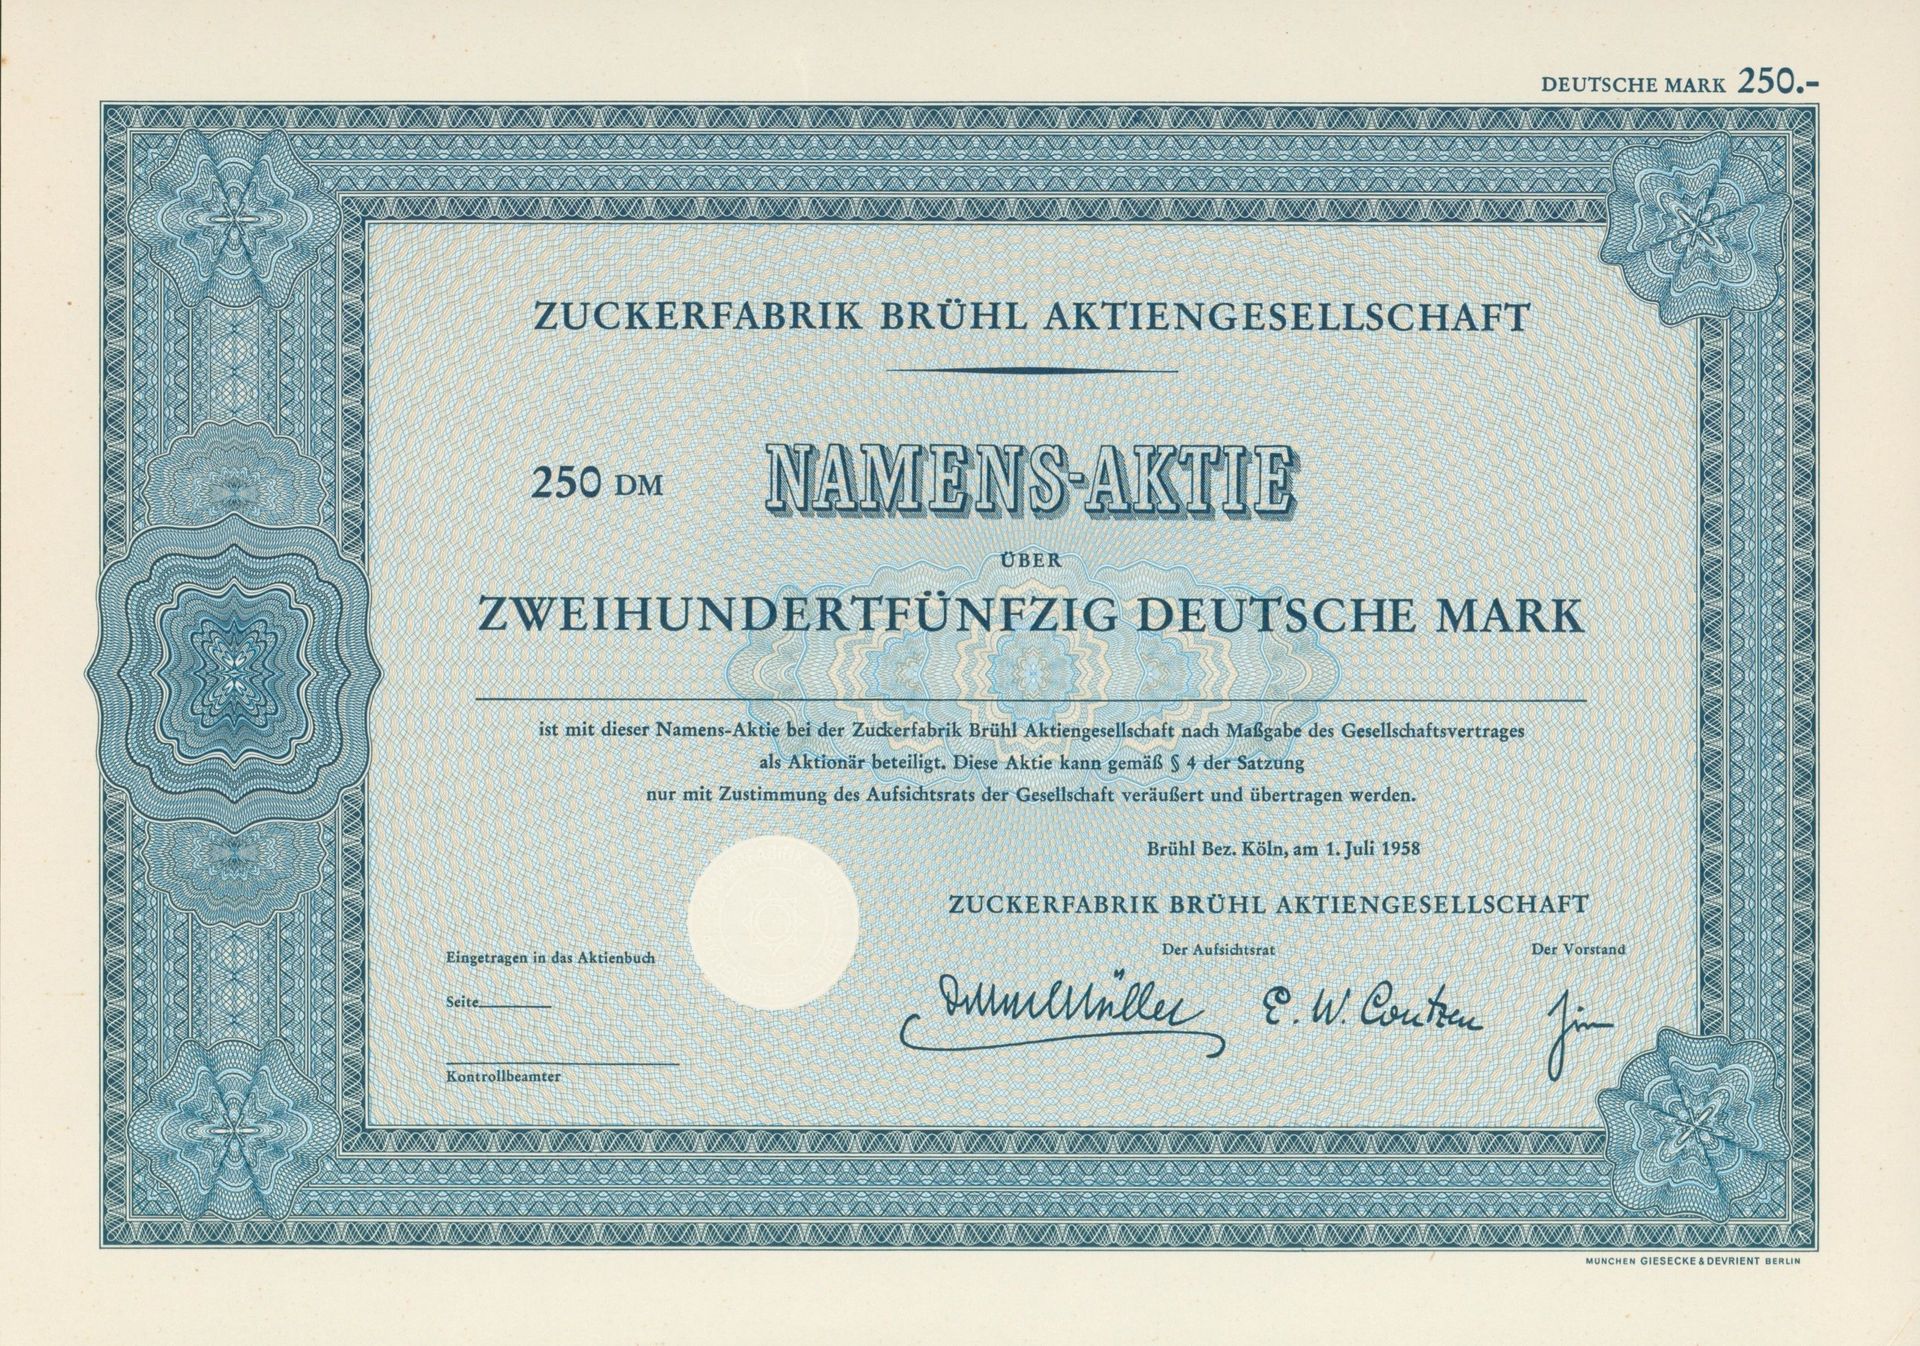 DEUTSCHE MARK 250.-
ZUCKERFABRIK BRÜHL AKTIENGESELLSCHAFT
250 DM NAMENS-AKTIE
ÜBER
ZWEIHUNDERTFÜNFZIG DEUTSCHE MARK
ist mit dieser Namens-Aktie bei der Zuckerfabrik Brühl Aktiengesellschaft nach Maßgabe des Gesellschaftsvertrages
als Aktionär beteiligt. Diese Aktie kann gemäß § 4 der Satzung
nur mit Zustimmung des Aufsichtsrats der Gesellschaft veräußert und übertragen werden.
Brühl Bez. Köln, am 1. Juli 1958
ZUCKERFABRIK BRÜHL AKTIENGESELLSCHAFT
Der Aufsichtsrat Der Vorstand
Müller E. W. Contzen
Eingetragen in das Aktienbuch
Seite
Kontrollbeamter
MÜNCHEN GIESECKE & DEVRIENT BERLIN